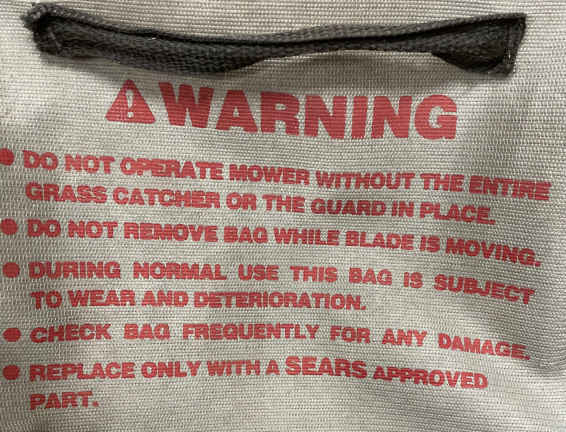 ⚠WARNING
• DO NOT OPERATE MOWER WITHOUT THE ENTIRE
GRASS CATCHER OR THE GUARD IN PLACE.
• DO NOT REMOVE BAG WHILE BLADE IS MOVING.
• DURING NORMAL USE THIS BAG IS SUBJECT
TO WEAR AND DETERIORATION.
• CHECK BAG FREQUENTLY FOR ANY DAMAGE.
• REPLACE ONLY WITH A SEARS APPROVED
PART.